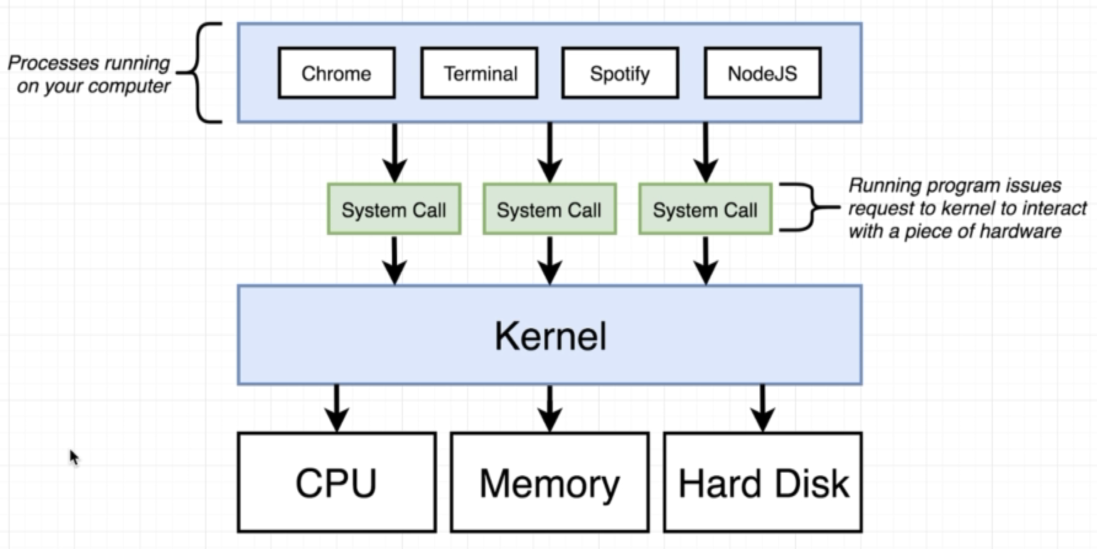 Processes running
on your computer
Chrome
Terminal
Spotify
NodeJS
System Call
System Call
System Call
Running program issues
request to kernel to interact
with a piece of hardware
Kernel
CPU
Memory
Hard Disk